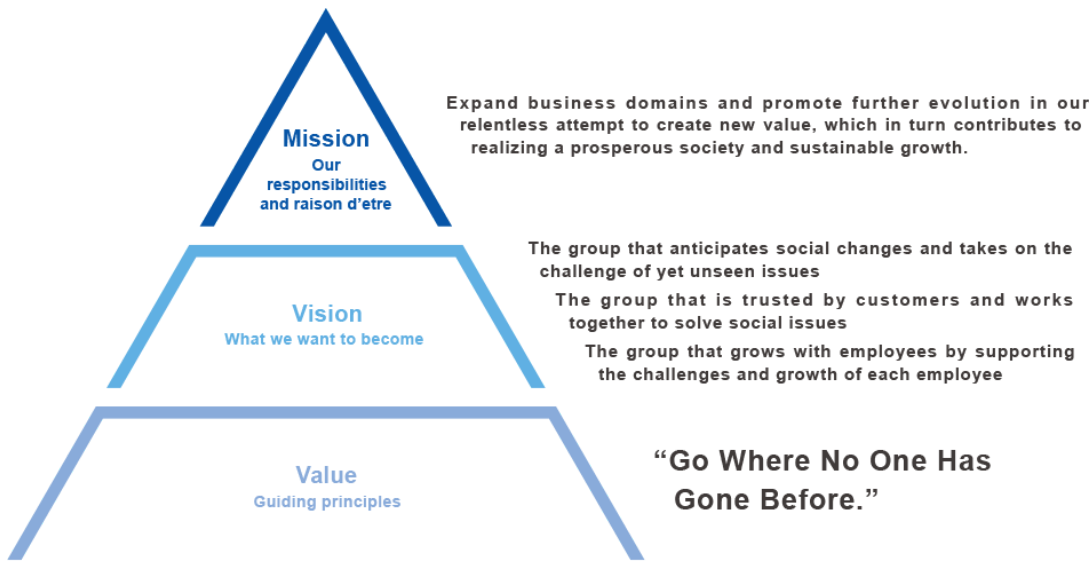 Mission
Our
responsibilities
and raison d’etre
Expand business domains and promote further evolution in our
relentless attempt to create new value, which in turn contributes to
realizing a prosperous society and sustainable growth.
Vision
What we want to become
The group that anticipates social changes and takes on the
challenge of yet unseen issues
The group that is trusted by customers and works
together to solve social issues
The group that grows with employees by supporting
the challenges and growth of each employee
Value
Guiding principles
“Go Where No One Has
Gone Before.”